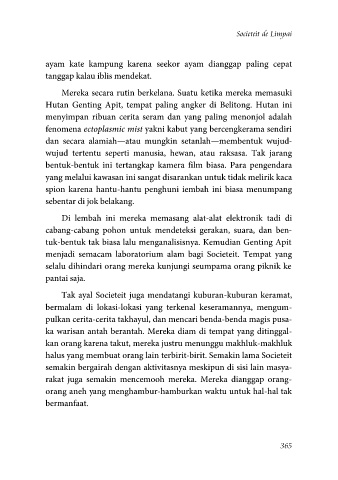 Societeit de Limpai
ayam kate kampung karena seekor ayam dianggap paling cepat
tanggap kalau iblis mendekat.
Mereka secara rutin berkelana. Suatu ketika mereka memasuki
Hutan Genting Apit, tempat paling angker di Belitong. Hutan ini
menyimpan ribuan cerita seram dan yang paling menonjol adalah
fenomena ectoplasmic mist yakni kabut yang bercengkerama sendiri
dan secara alamiah—atau mungkin setanlah—membentuk wujud-
wujud tertentu seperti manusia, hewan, atau raksasa. Tak jarang
bentuk-bentuk ini tertangkap kamera film biasa. Para pengendara
yang melalui kawasan ini sangat disarankan untuk tidak melirik kaca
spion karena hantu-hantu penghuni lembah ini biasa menumpang
sebentar di jok belakang.
Di lembah ini mereka memasang alat-alat elektronik tadi di
cabang-cabang pohon untuk mendeteksi gerakan, suara, dan ben-
tuk-bentuk tak biasa lalu menganalisisnya. Kemudian Genting Apit
menjadi semacam laboratorium alam bagi Societeit. Tempat yang
selalu dihindari orang mereka kunjungi seumpama orang piknik ke
pantai saja.
Tak ayal Societeit juga mendatangi kuburan-kuburan keramat,
bermalam di lokasi-lokasi yang terkenal keseramannya, mengum-
pulkan cerita-cerita takhayul, dan mencari benda-benda magis pusa-
ka warisan antah berantah. Mereka diam di tempat yang ditinggal-
kan orang karena takut, mereka justru menunggu makhluk-makhluk
halus yang membuat orang lain terbirit-birit. Semakin lama Societeit
semakin bergairah dengan aktivitasnya meskipun di sisi lain masya-
rakat juga semakin mencemooh mereka. Mereka dianggap orang-
orang aneh yang menghambur-hamburkan waktu untuk hal-hal tak
bermanfaat.
365